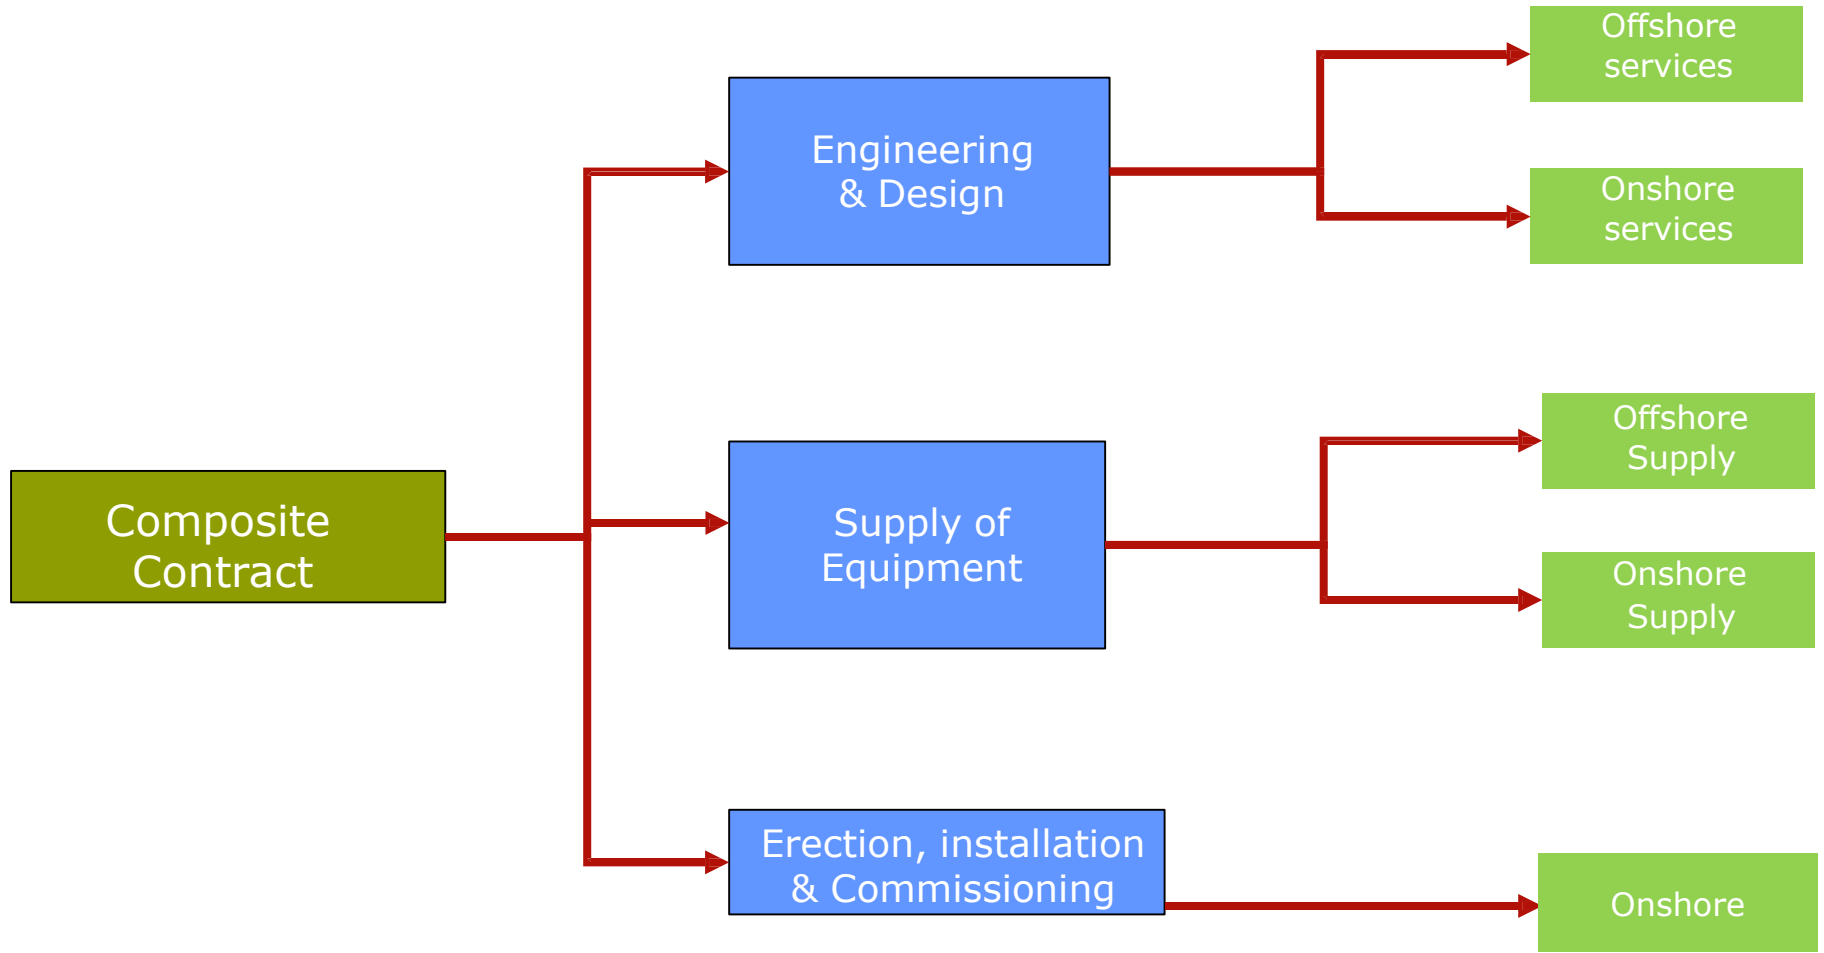 Composite
Contract
Engineering
& Design
Offshore
services
Onshore
services
Supply of
Equipment
Offshore
Supply
Onshore
Supply
Erection, installation
& Commissioning
Onshore